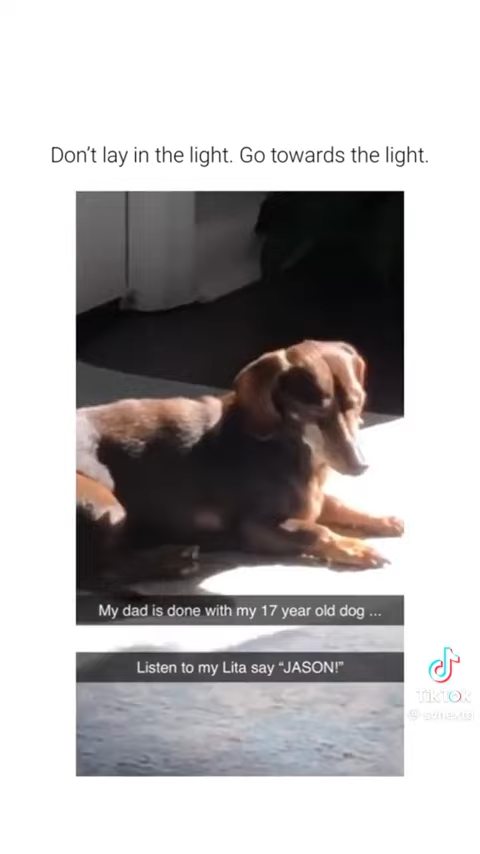 Don’t lay in the light. Go towards the light.
My dad is done with my 17 year old dog ...
Listen to my Lita say “JASON!”
TikTok